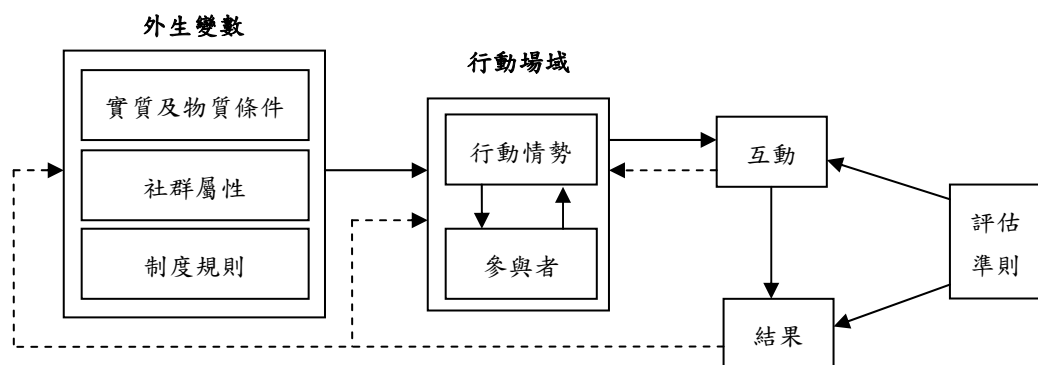 外生變數
實質及物質條件
社群屬性
制度規則
行動場域
行動情勢
參與者
互動
結果
評估
準則